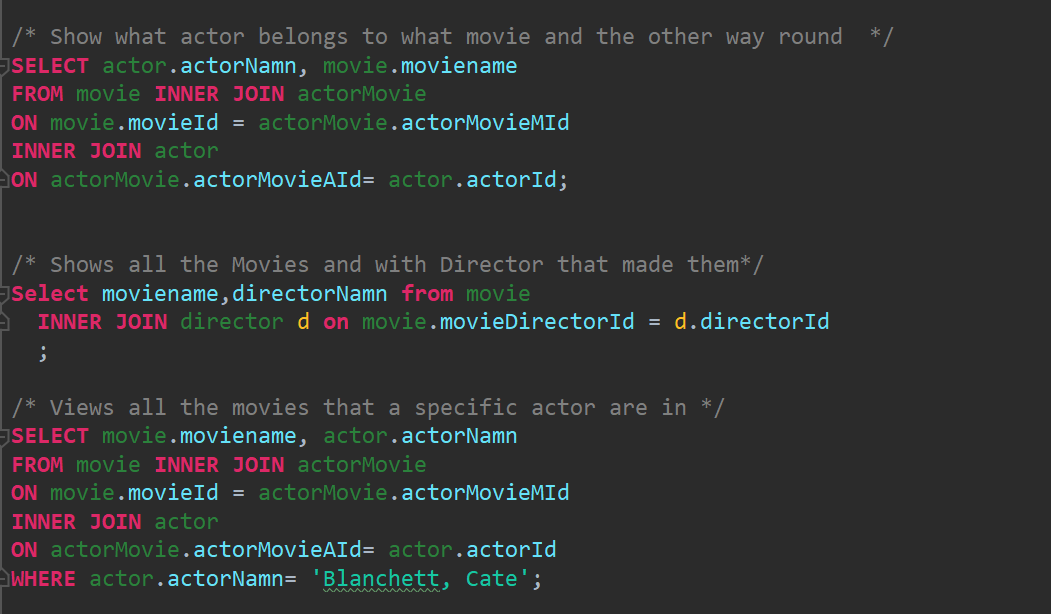 /* Show what actor belongs to what movie and the other way round  */
SELECT actor.actorNamn, movie.moviename
FROM movie INNER JOIN actorMovie
ON movie.movieId = actorMovie.actorMovieMId
INNER JOIN actor
ON actorMovie.actorMovieAId= actor.actorId;
/* Shows all the Movies and with Director that made them*/
Select moviename,directorNamn from movie
  INNER JOIN director d on movie.movieDirectorId = d.directorId
  ;
/* Views all the movies that a specific actor are in */
SELECT movie.moviename, actor.actorNamn
FROM movie INNER JOIN actorMovie
ON movie.movieId = actorMovie.actorMovieMId
INNER JOIN actor
ON actorMovie.actorMovieAId= actor.actorId
WHERE actor.actorNamn= 'Blanchett, Cate';